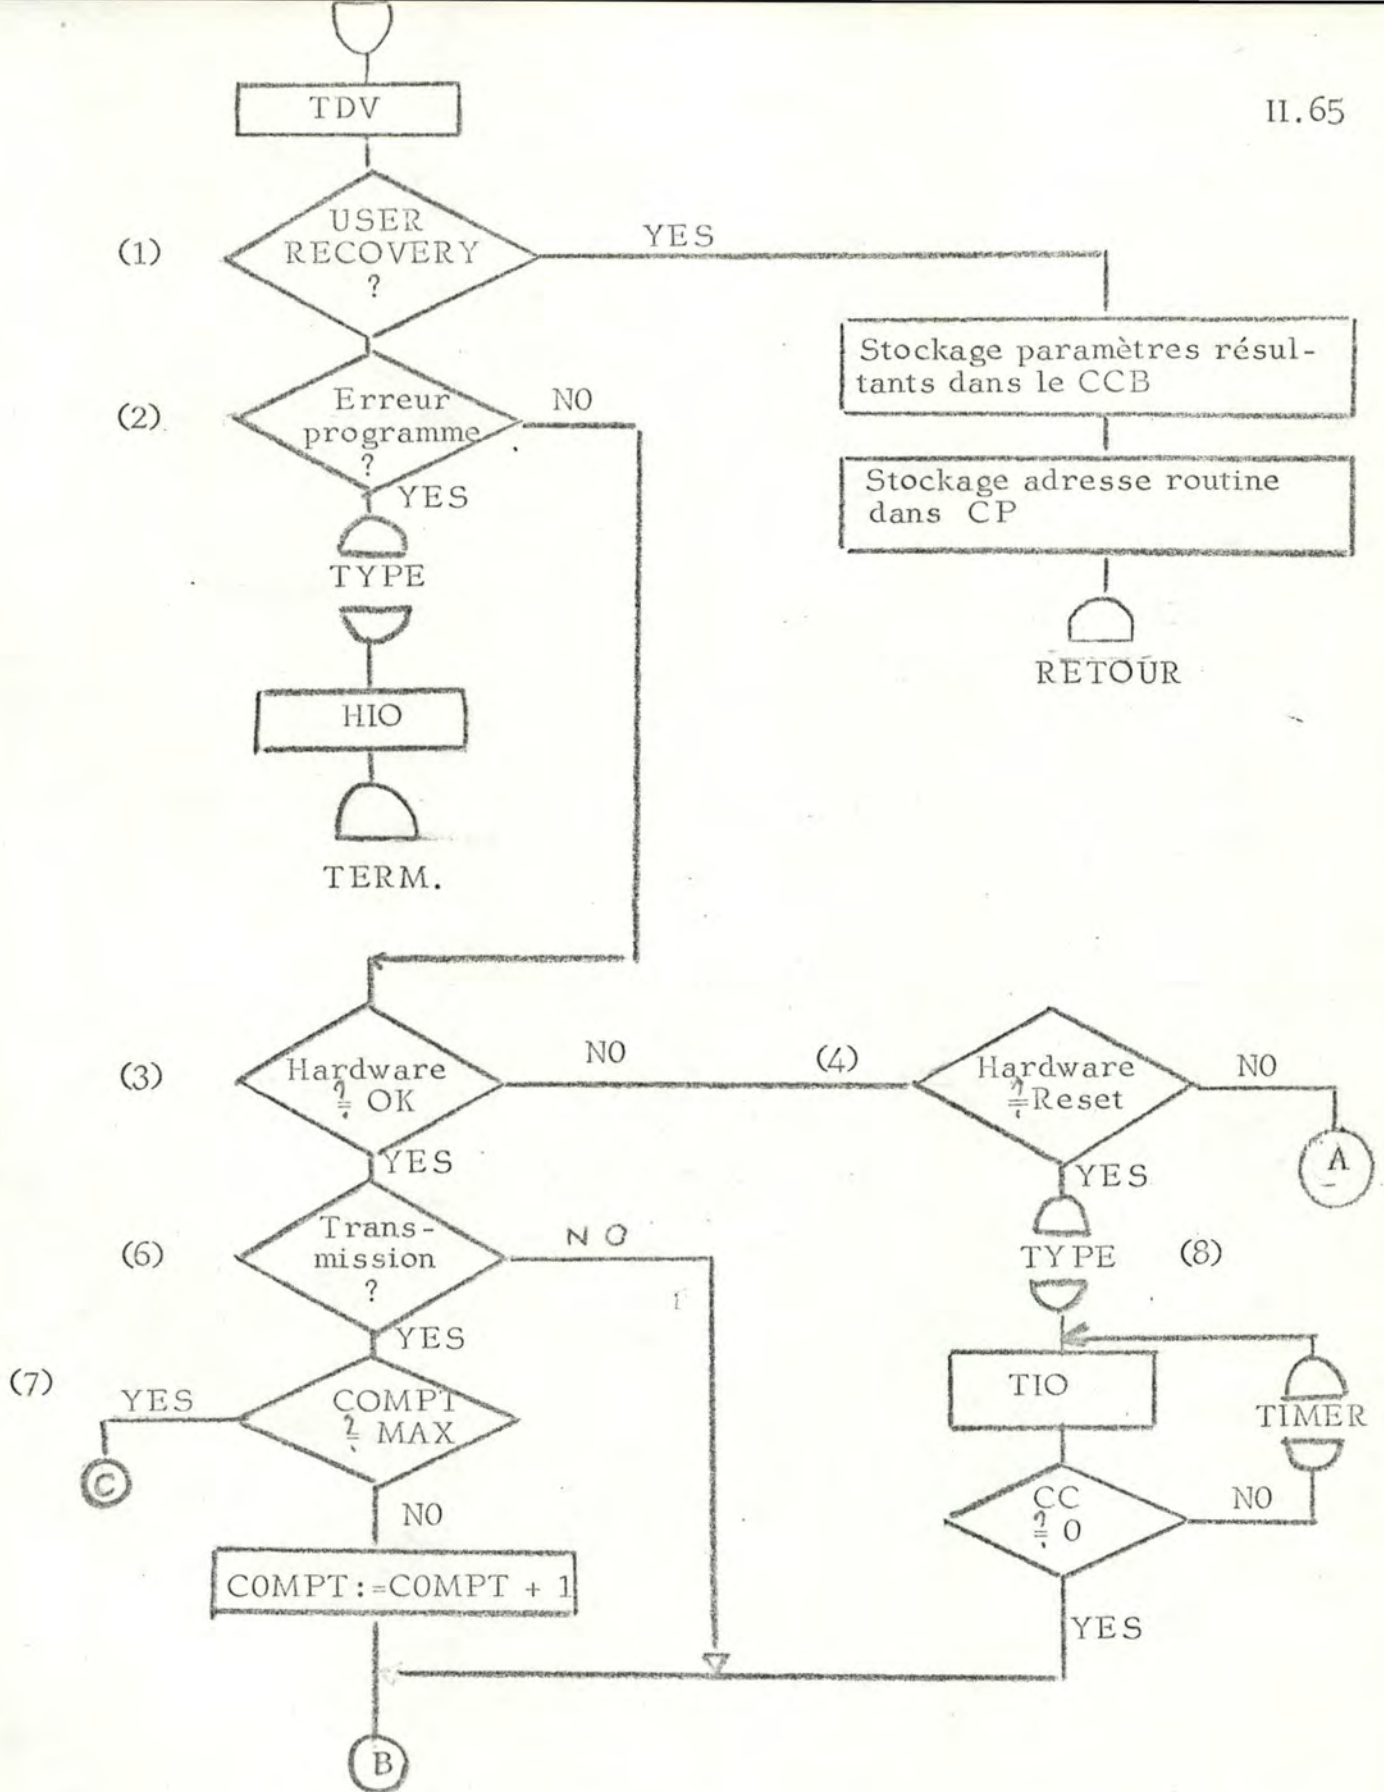 II.65
TDV
(1)
USER
RECOVERY
?
YES
Stockage paramètres résul-
tants dans le CCB
Stockage adresse routine
dans CP
RETOUR
(2)
Erreur
programme
?
NO
YES
TYPE
HIO
TERM.
(3)
Hardware
≟ OK
NO
YES
(4)
Hardware
≟ Reset
NO
A
YES
TYPE
(8)
TIO
TIMER
CC
≟ 0
NO
YES
(6)
Trans-
mission
?
NO
YES
(7)
COMPT
≟ MAX
YES
C
NO
COMPT:=COMPT + 1
B